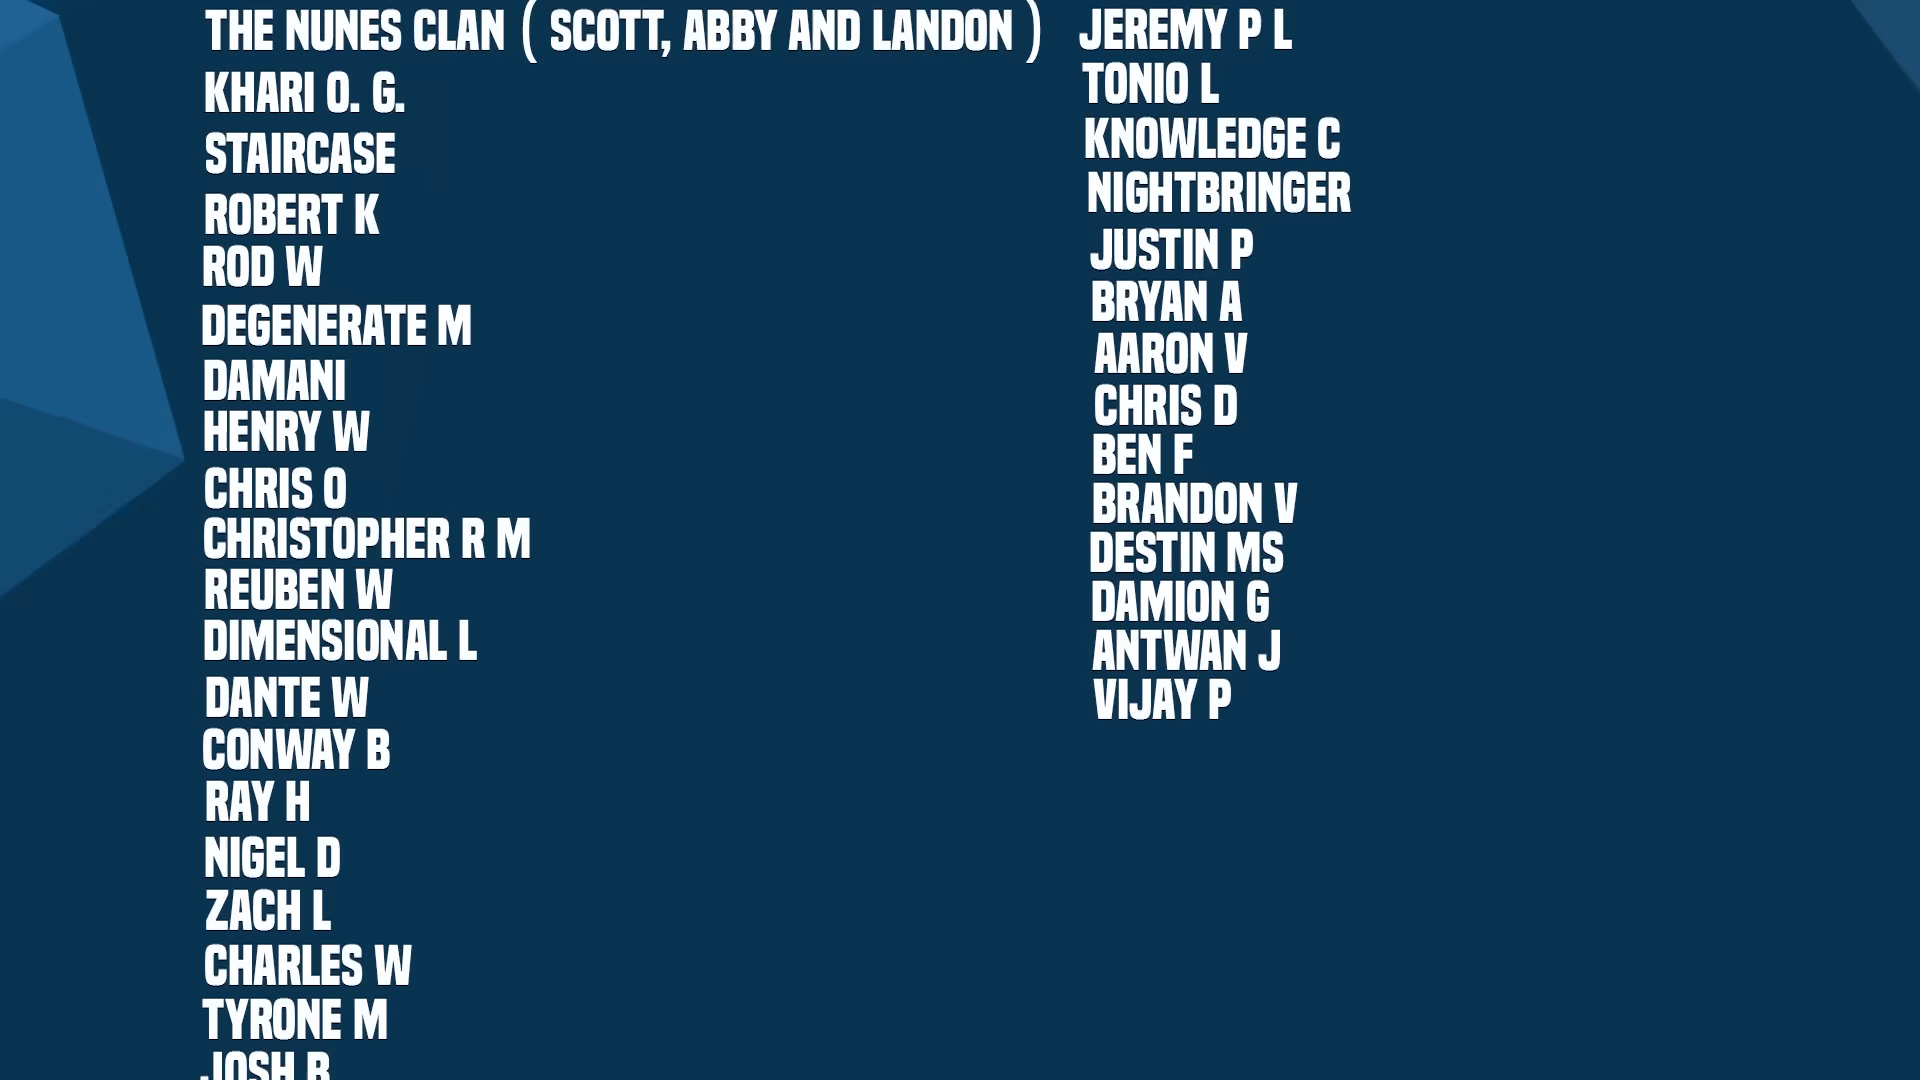 THE NUNES CLAN ( SCOTT, ABBY AND LANDON )
KHARI O. G.
STAIRCASE
ROBERT K
ROD W
DEGENERATE M
DAMANI
HENRY W
CHRIS O
CHRISTOPHER R M
REUBEN W
DIMENSIONAL L
DANTE W
CONWAY B
RAY H
NIGEL D
ZACH L
CHARLES W
TYRONE M
JOSH
JEREMY P L
TONIO L
KNOWLEDGE C
NIGHTBRINGER
JUSTIN P
BRYAN A
AARON V
CHRIS D
BEN F
BRANDON V
DESTIN MS
DAMION G
ANTWAN J
VIJAY P